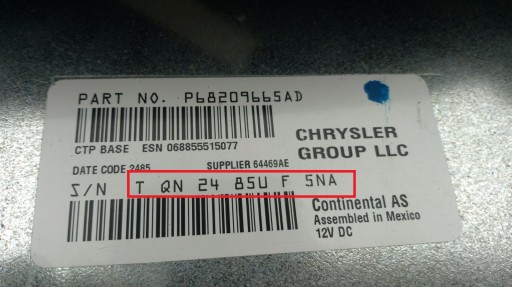 PART NO. P68209665AD
CTP BASE ESN 068855515077
CHRYSLER
GROUP LLC
DATE CODE 2485 SUPPLIER 64469AE
S/N T QN 24 85U F 5NA
Continental AS
Assembled in Mexico
12V DC